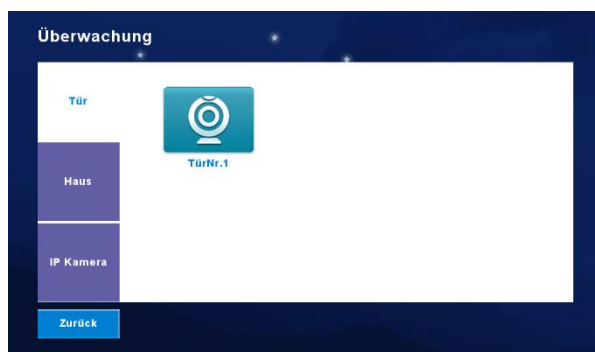 Überwachung
Tür
TürNr.1
Haus
IP Kamera
Zurück